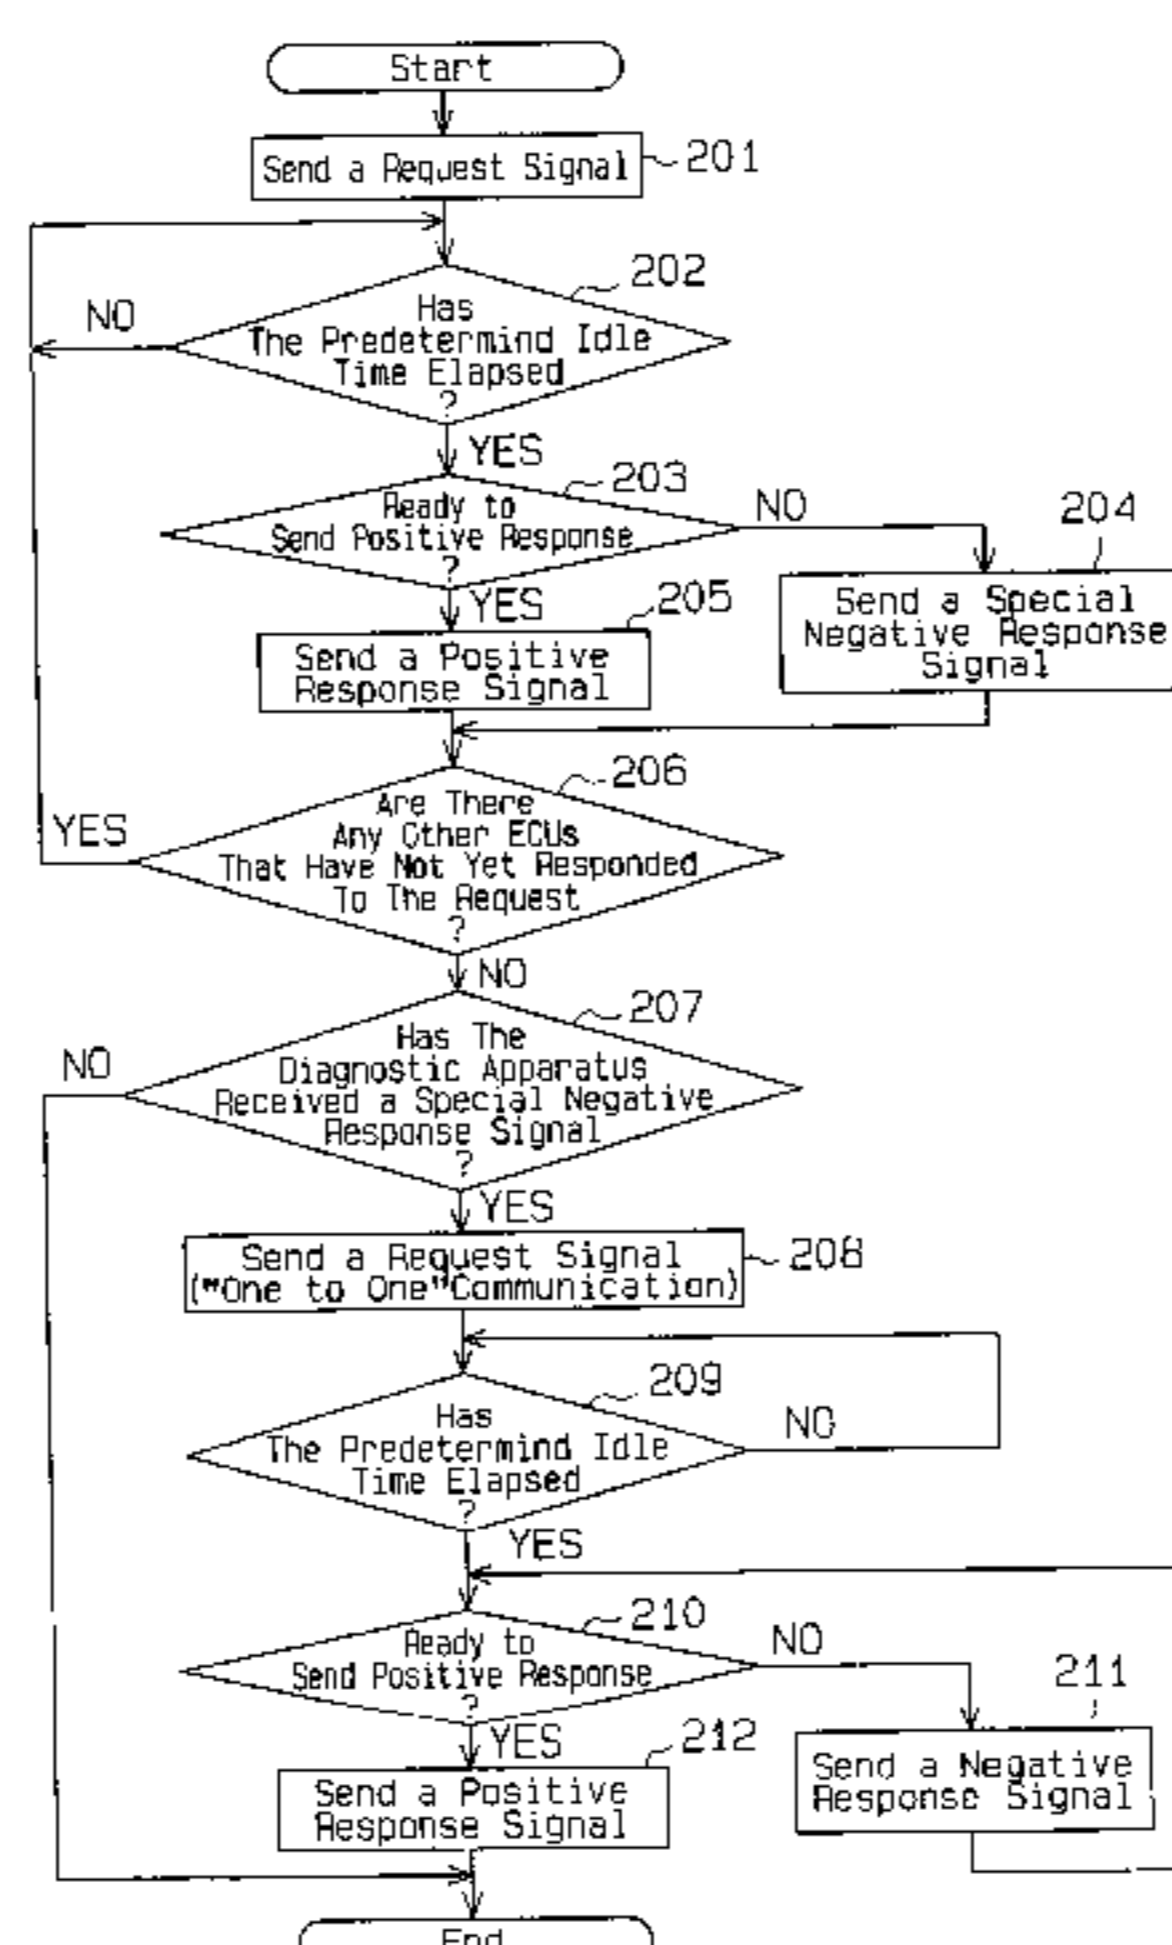 Start
Send a Request Signal
201
202
Has
The Predetermind Idle
Time Elapsed
?
NO
YES
203
Ready to
Send Positive Response
?
NO
204
Send a Special
Negative Response
Signal
YES
205
Send a Positive
Response Signal
206
Are There
Any Other ECUs
That Have Not Yet Responded
To The Request
?
YES
NO
207
Has The
Diagnostic Apparatus
Received a Special Negative
Response Signal
?
NO
YES
Send a Request Signal
("One to One"Communication)
208
209
Has
The Predetermind Idle
Time Elapsed
?
NO
YES
210
Ready to
Send Positive Response
?
NO
211
Send a Negative
Response Signal
YES
212
Send a Positive
Response Signal
End